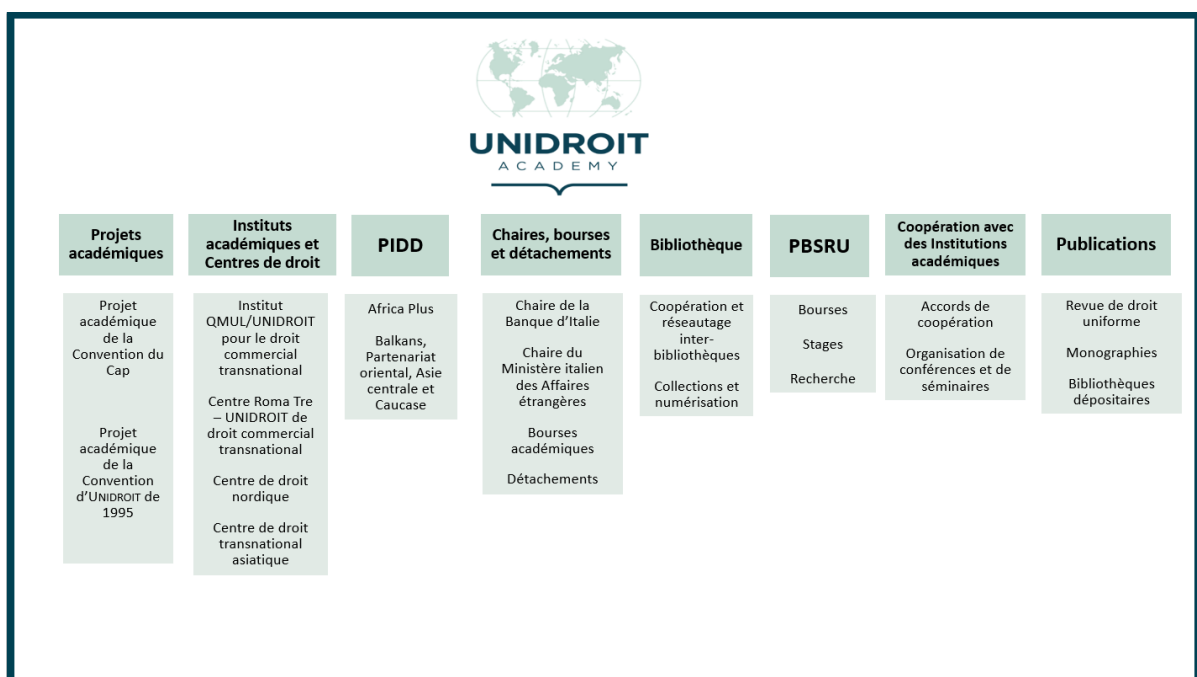 UNIDROIT
ACADEMY
Projets
académiques
Projet
académique
de la
Convention du
Cap
Projet
académique
de la
Convention
d’UNIDROIT de
1995
Instituts
académiques et
Centres de droit
Institut
QMUL/UNIDROIT
pour le droit
commercial
transnational
Centre Roma Tre
– UNIDROIT de
droit commercial
transnational
Centre de droit
nordique
Centre de droit
transnational
asiatique
PIDD
Africa Plus
Balkans,
Partenariat
oriental, Asie
centrale et
Caucase
Chaires, bourses
et détachements
Chaire de la
Banque d’Italie
Chaire du
Ministère italien
des Affaires
étrangères
Bourses
académiques
Détachements
Bibliothèque
Coopération et
réseautage
inter-
bibliothèques
Collections et
numérisation
PBSRU
Bourses
Stages
Recherche
Coopération avec
des Institutions
académiques
Accords de
coopération
Organisation de
conférences et de
séminaires
Publications
Revue de droit
uniforme
Monographies
Bibliothèques
dépositaires